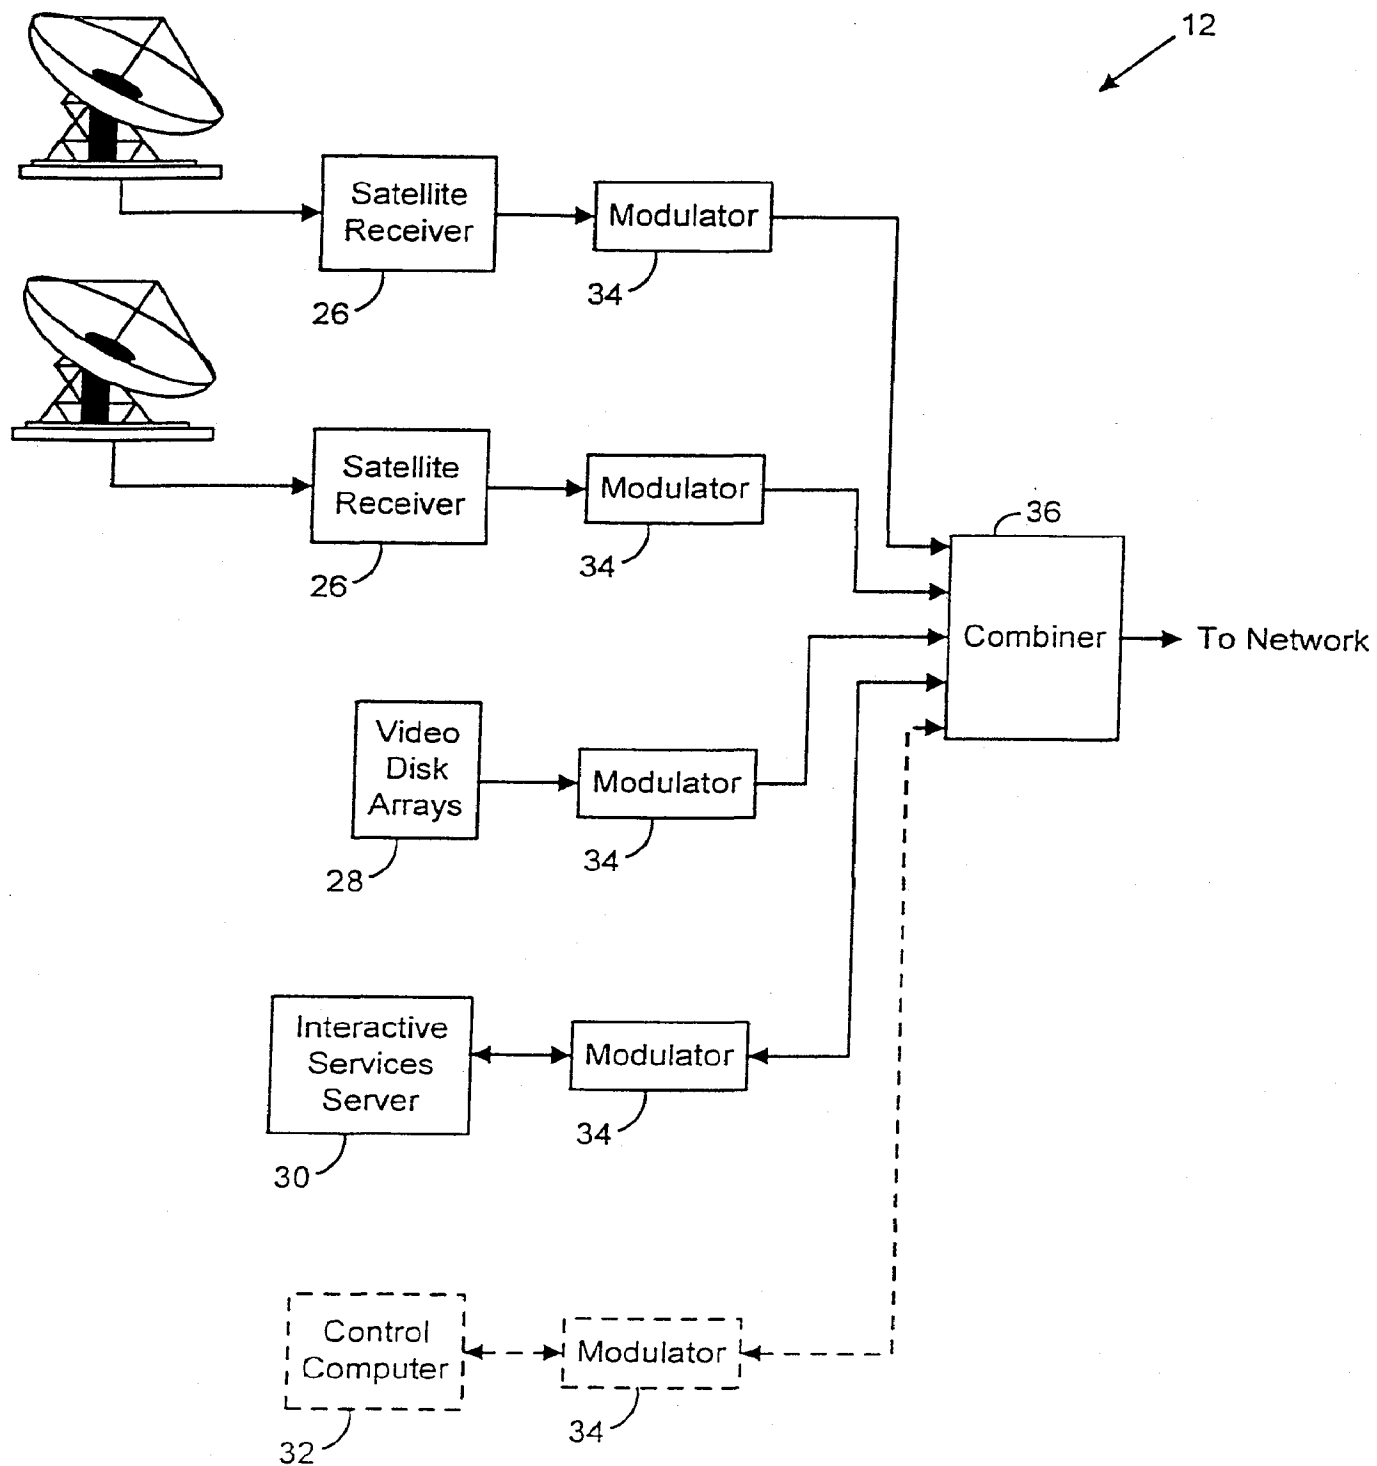 12
Satellite
Receiver
Modulator
26
34
Satellite
Receiver
Modulator
26
34
36
Combiner
To Network
Video
Disk
Arrays
Modulator
28
34
Interactive
Services
Server
Modulator
30
34
Control
Computer
Modulator
32
34